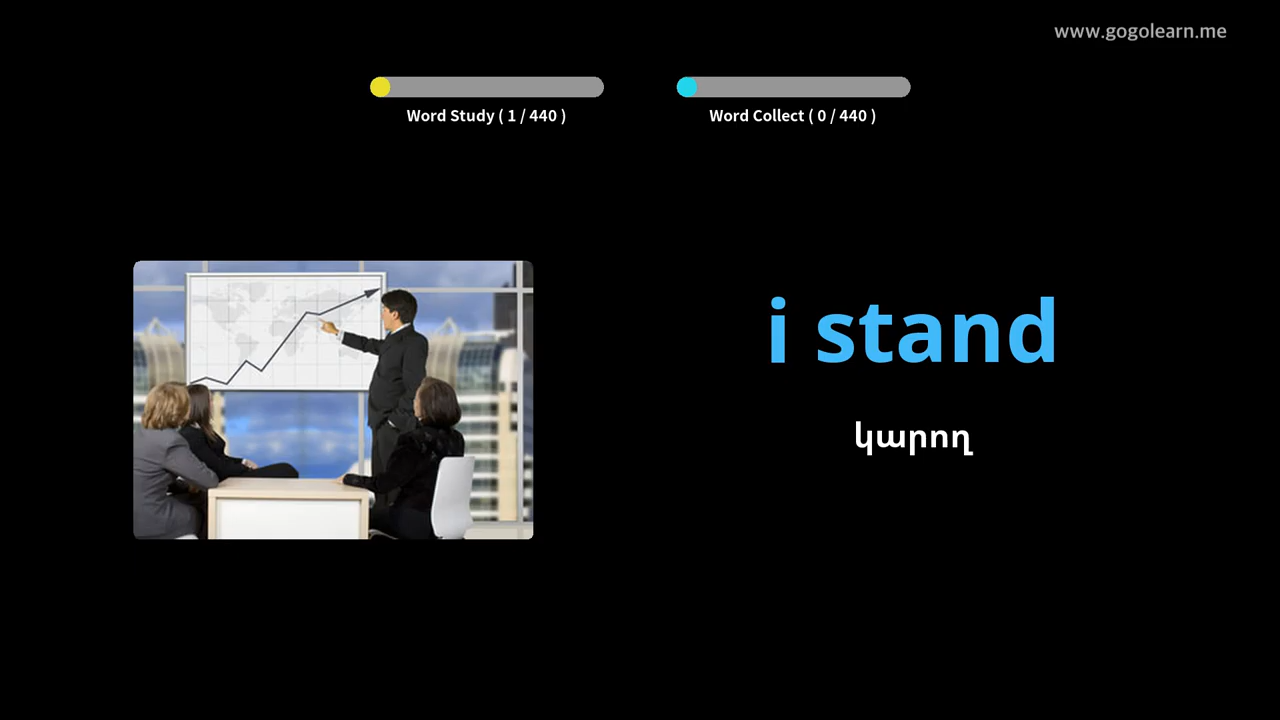 www.gogolearn.me
Word Study ( 1 / 440 )
Word Collect ( 0 / 440 )
i stand
կարող